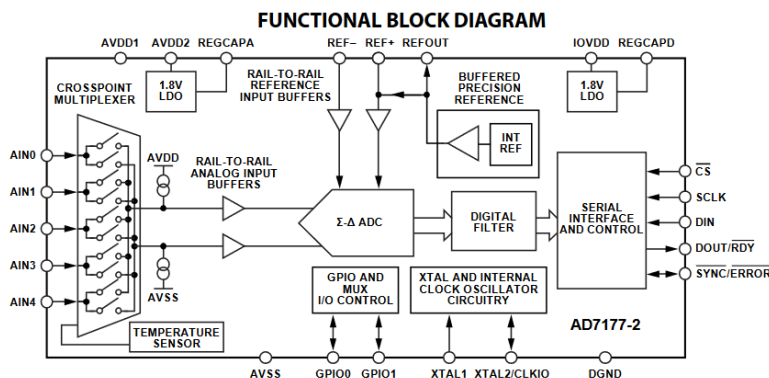 FUNCTIONAL BLOCK DIAGRAM
AVDD1 AVDD2 REGCAPA REF– REF+ REFOUT IOVDD REGCAPD
CROSSPOINT
MULTIPLEXER
1.8V
LDO
RAIL-TO-RAIL
REFERENCE
INPUT BUFFERS
BUFFERED
PRECISION
REFERENCE
1.8V
LDO
INT
REF
AIN0
AIN1
AIN2
AIN3
AIN4
AVDD
RAIL-TO-RAIL
ANALOG INPUT
BUFFERS
AVSS
Σ-Δ ADC
DIGITAL
FILTER
SERIAL
INTERFACE
AND CONTROL
CS
SCLK
DIN
DOUT/RDY
SYNC/ERROR
GPIO AND
MUX
I/O CONTROL
XTAL AND INTERNAL
CLOCK OSCILLATOR
CIRCUITRY
TEMPERATURE
SENSOR
AD7177-2
AVSS GPIO0 GPIO1 XTAL1 XTAL2/CLKIO DGND